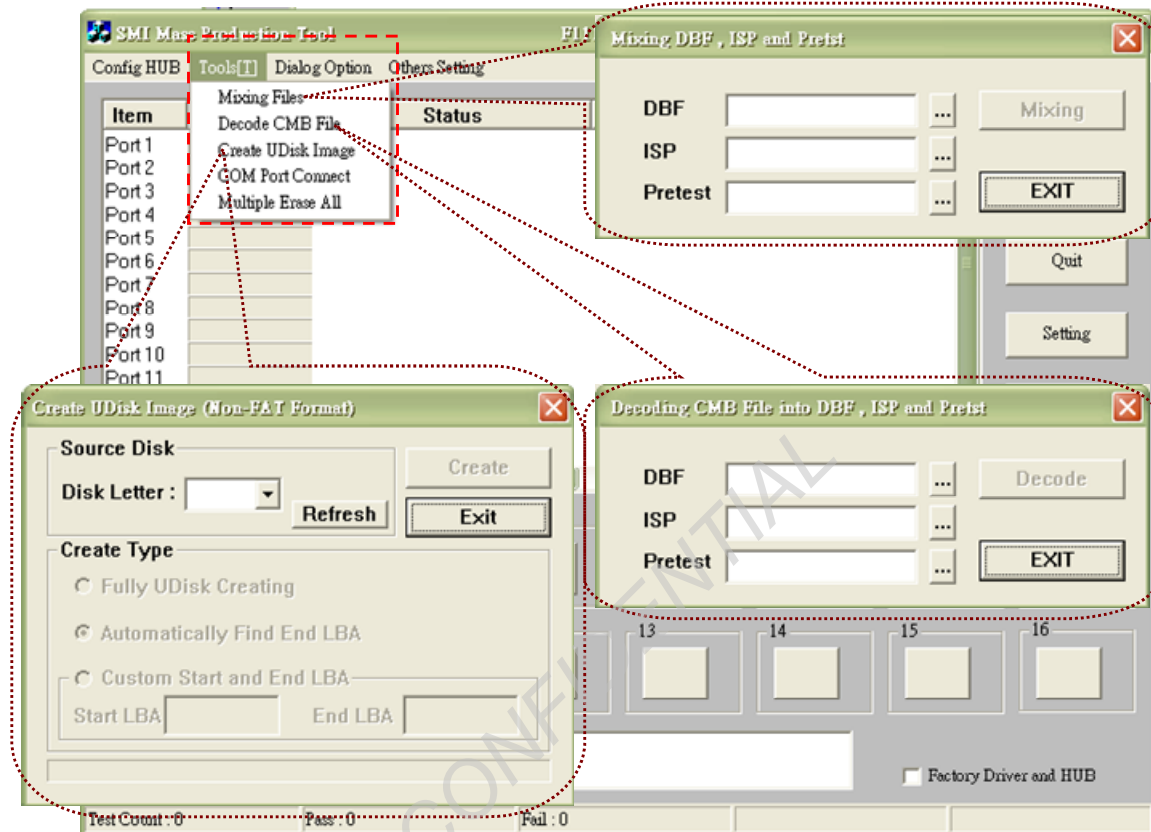 SMI Mass Production Tool
Config HUB Tools[T] Dialog Option Others Setting
Mixing Files
Decode CMB File
Create UDisk Image
COM Port Connect
Multiple Erase All
Item Status
Port 1
Port 2
Port 3
Port 4
Port 5
Port 6
Port 7
Port 8
Port 9
Port 10
Port 11
Mixing DBF , ISP and Pretst
DBF ... Mixing
ISP ...
Pretest ... EXIT
Quit
Setting
Create UDisk Image (Non-FAT Format)
Source Disk
Disk Letter :
Refresh
Create
Exit
Create Type
Fully UDisk Creating
Automatically Find End LBA
Custom Start and End LBA
Start LBA End LBA
Decoding CMB File into DBF , ISP and Pretst
DBF ... Decode
ISP ...
Pretest ... EXIT
13 14 15 16
Factory Driver and HUB
Test Count : 0 Pass : 0 Fail : 0
CONFIDENTIAL